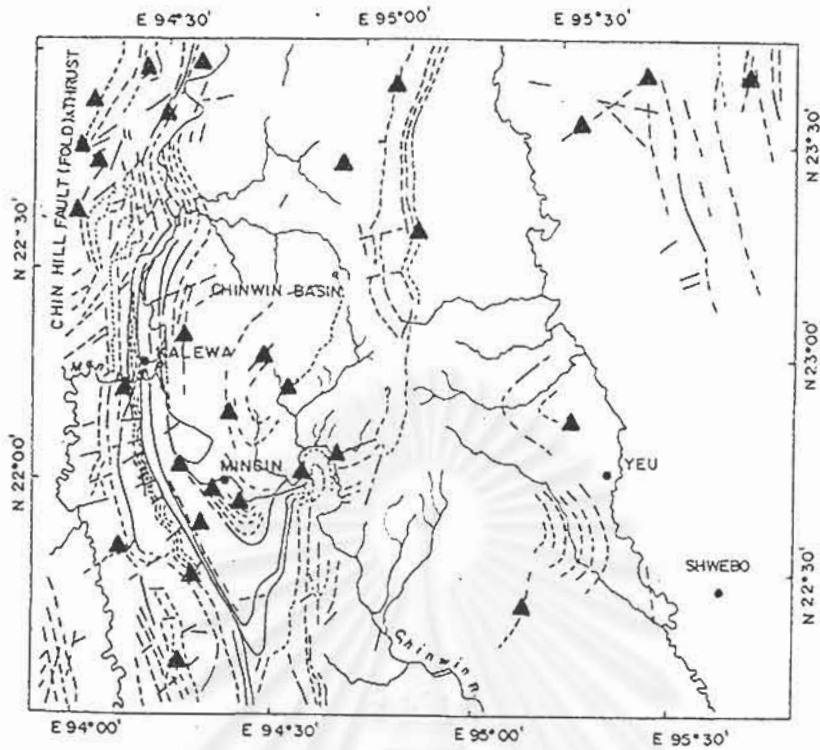 E 94°30'
E 95°00'
E 95°30'
CHIN HILL FAULT (FOLD) & THRUST
N 22°30'
N 22°00'
N 23°30'
N 23°00'
N 22°30'
CHINWIN BASIN
KALEWA
MINGIN
YEU
SHWEBO
Chinwin R.
E 94°00'
E 94°30'
E 95°00'
E 95°30'